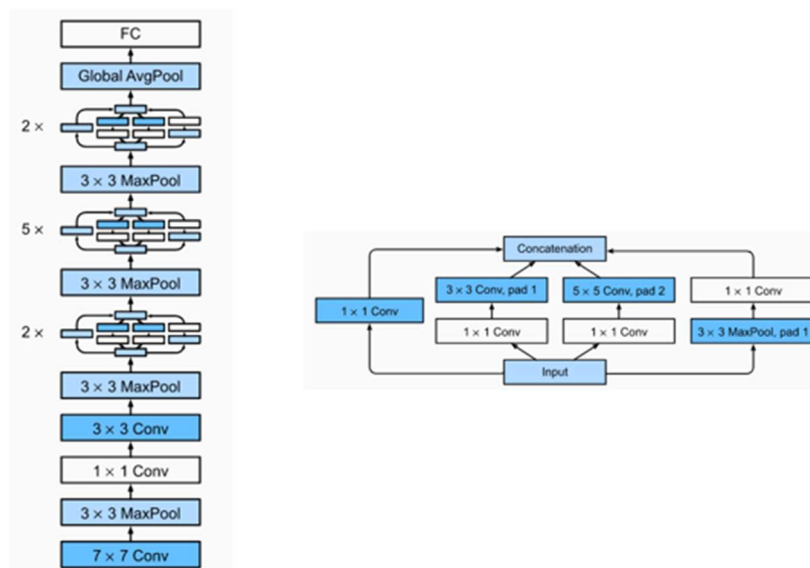 FC
Global AvgPool
2 ×
3 × 3 MaxPool
5 ×
3 × 3 MaxPool
2 ×
3 × 3 MaxPool
3 × 3 Conv
1 × 1 Conv
3 × 3 MaxPool
7 × 7 Conv
Concatenation
3 × 3 Conv, pad 1
5 × 5 Conv, pad 2
1 × 1 Conv
1 × 1 Conv
1 × 1 Conv
1 × 1 Conv
3 × 3 MaxPool, pad 1
Input